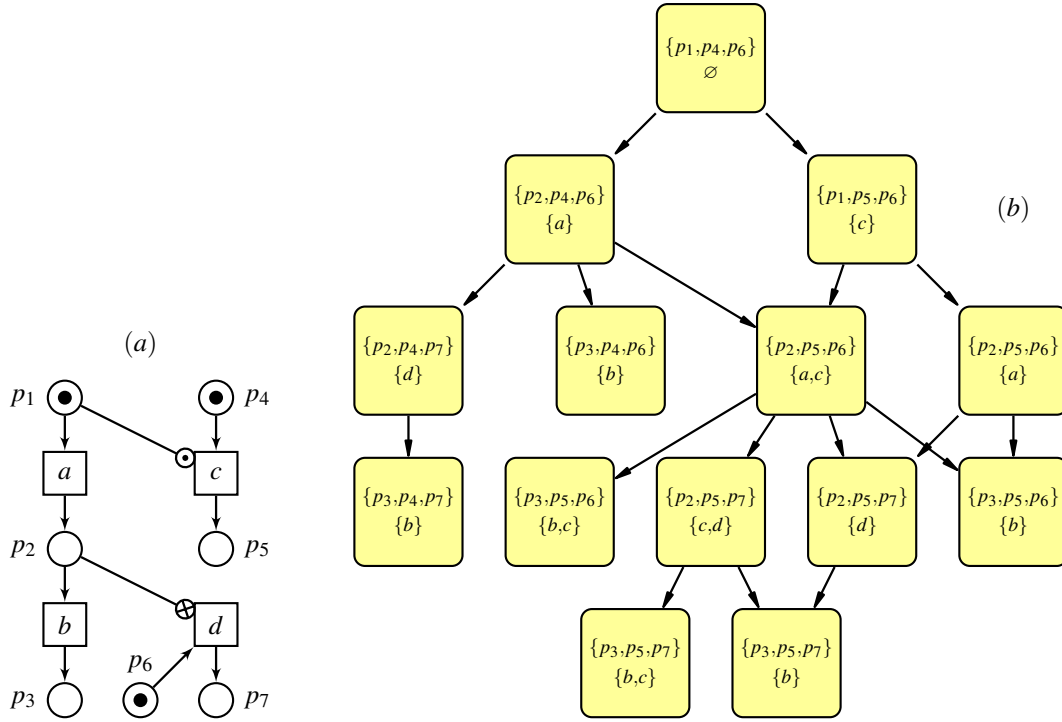 {p1,p4,p6}
∅
{p2,p4,p6}
{a}
{p1,p5,p6}
{c}
(b)
{p2,p4,p7}
{d}
{p3,p4,p6}
{b}
{p2,p5,p6}
{a,c}
{p2,p5,p6}
{a}
{p3,p4,p7}
{b}
{p3,p5,p6}
{b,c}
{p2,p5,p7}
{c,d}
{p2,p5,p7}
{d}
{p3,p5,p6}
{b}
{p3,p5,p7}
{b,c}
{p3,p5,p7}
{b}
(a)
p1
p4
a
c
p2
p5
b
d
p6
p3
p7